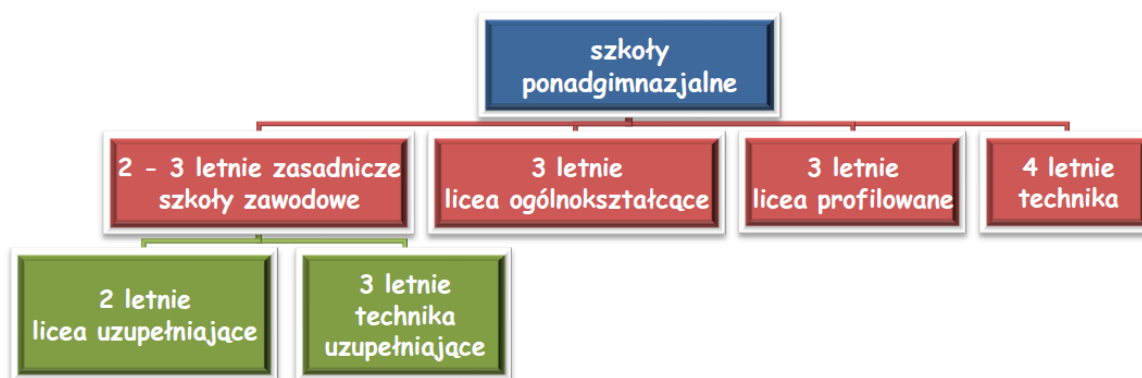 szkoły
ponadgimnazjalne
2 - 3 letnie zasadnicze
szkoły zawodowe
3 letnie
licea ogólnokształcące
3 letnie
licea profilowane
4 letnie
technika
2 letnie
licea uzupełniające
3 letnie
technika
uzupełniające